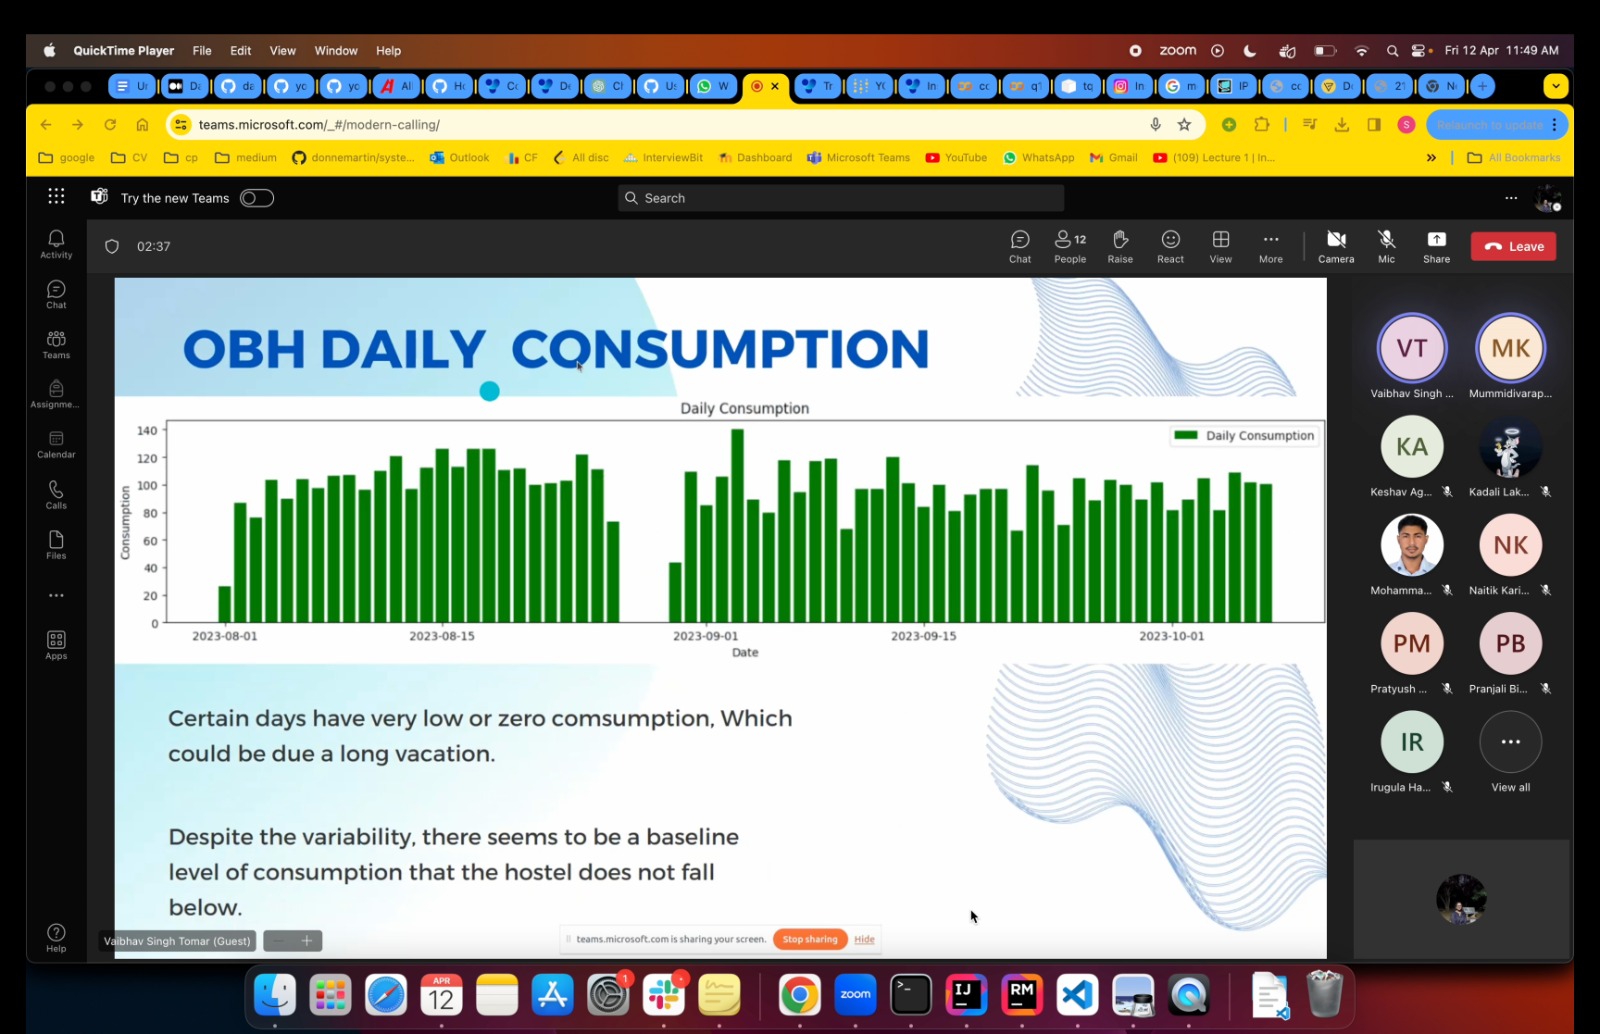 QuickTime Player File Edit View Window Help zoom Fri 12 Apr 11:49 AM
teams.microsoft.com/_#/modern-calling/ Relaunch to update
google CV cp medium donnemartin/syste... Outlook CF All disc InterviewBit Dashboard Microsoft Teams YouTube WhatsApp Gmail (109) Lecture 1 | In... » All Bookmarks
Try the new Teams Search
02:37 12
Chat People Raise React View More Camera Mic Share Leave
Activity
Chat
Teams
Assignme...
Calendar
Calls
Files
Apps
Help
OBH DAILY CONSUMPTION
Daily Consumption
Daily Consumption
140
120
100
80
60
40
20
0
Consumption
2023-08-01 2023-08-15 2023-09-01 2023-09-15 2023-10-01
Date
Certain days have very low or zero comsumption, Which
could be due a long vacation.
Despite the variability, there seems to be a baseline
level of consumption that the hostel does not fall
below.
Vaibhav Singh Tomar (Guest)
teams.microsoft.com is sharing your screen. Stop sharing Hide
VT MK
Vaibhav Singh ... Mummidivarap...
KA
Keshav Ag... Kadali Lak...
NK
Mohamma... Naitik Kari...
PM PB
Pratyush ... Pranjali Bi...
IR
Irugula Ha... View all
APR
12
1
zoom
IJ
RM